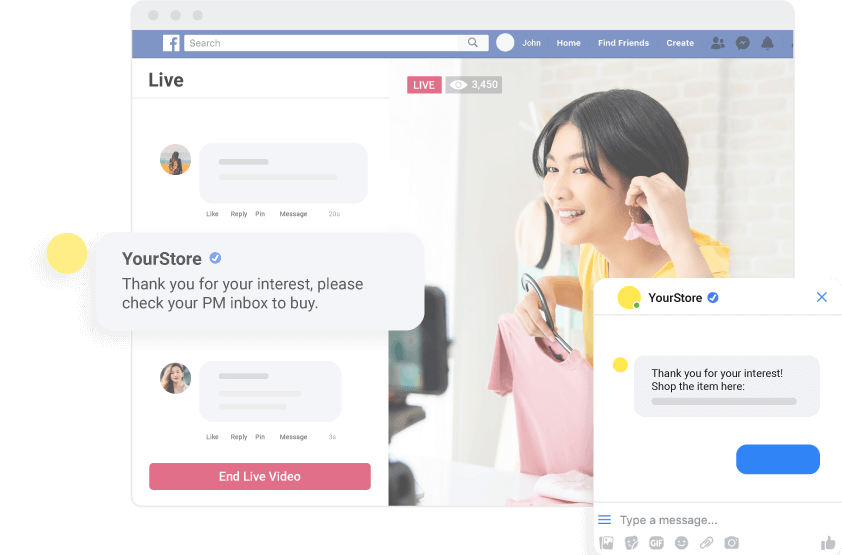 f
Search
John
Home
Find Friends
Create
Live
LIVE
3,450
Like Reply Pin Message 20s
YourStore
Thank you for your interest, please
check your PM inbox to buy.
Like Reply Pin Message 3s
End Live Video
YourStore
Thank you for your interest!
Shop the item here:
Type a message...
GIF